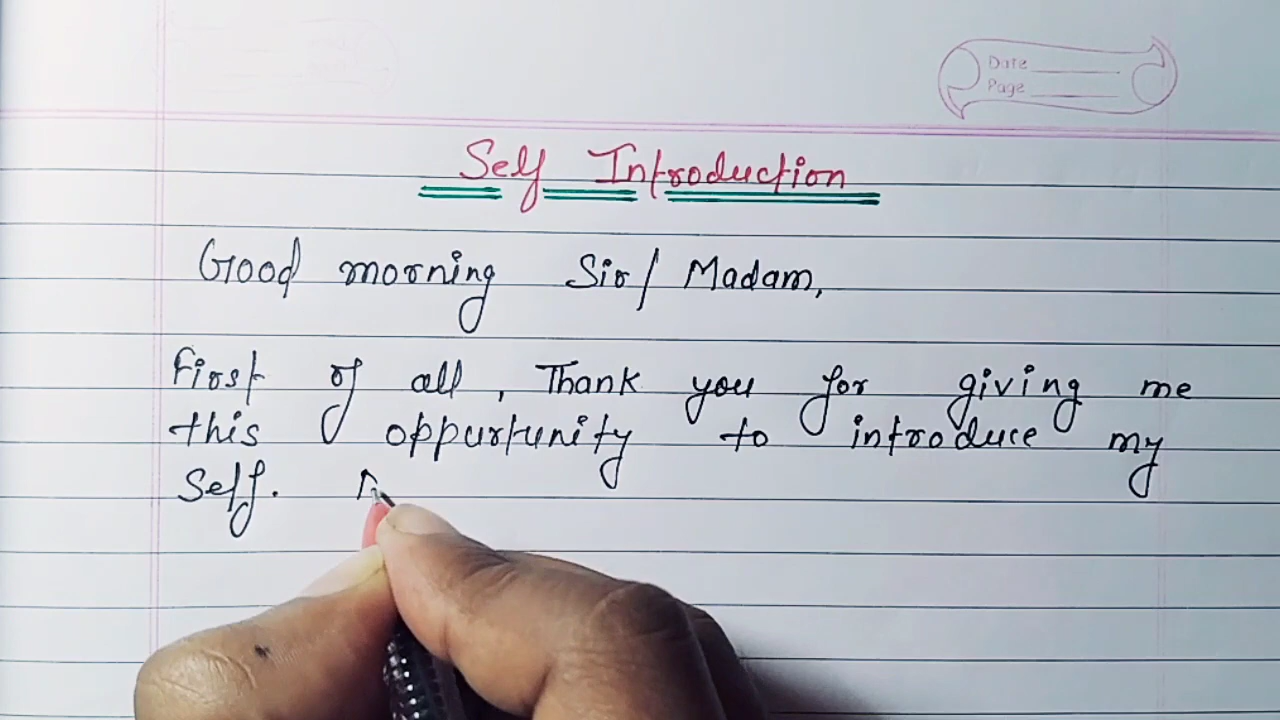 Date
Page
Self Introduction
Good morning Sir/ Madam,
First of all, Thank you for giving me
this oppurtunity to introduce my
Self.